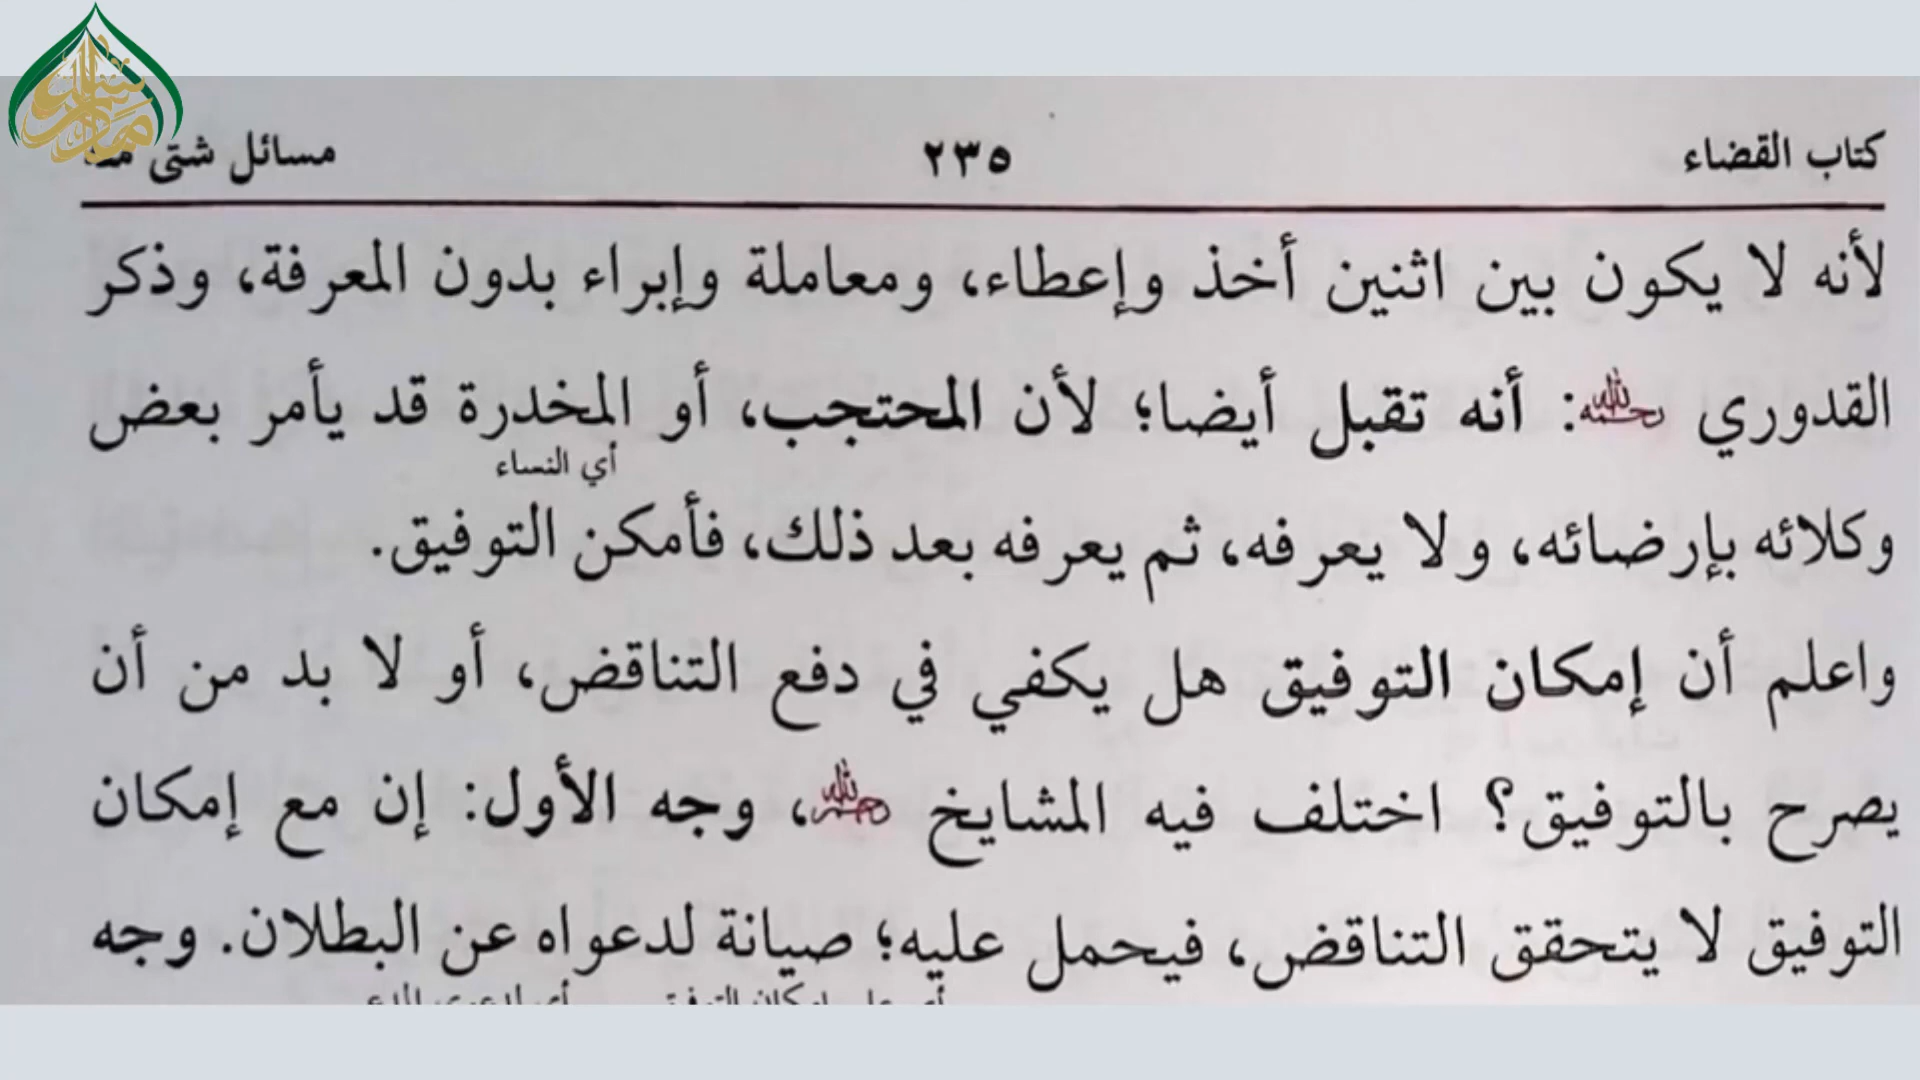 كتاب القضاء ٢٣٥ مسائل شتى
لأنه لا يكون بين اثنين أخذ وإعطاء، ومعاملة وإبراء بدون المعرفة، وذكر
القدوري رحمه الله: أنه تقبل أيضا؛ لأن المحتجب، أو المخدرة قد يأمر بعض
أي النساء
وكلائه بإرضائه، ولا يعرفه، ثم يعرفه بعد ذلك، فأمكن التوفيق.
واعلم أن إمكان التوفيق هل يكفي في دفع التناقض، أو لا بد من أن
يصرح بالتوفيق؟ اختلف فيه المشايخ رحمهم الله، وجه الأول: إن مع إمكان
التوفيق لا يتحقق التناقض، فيحمل عليه؛ صيانة لدعواه عن البطلان. وجه